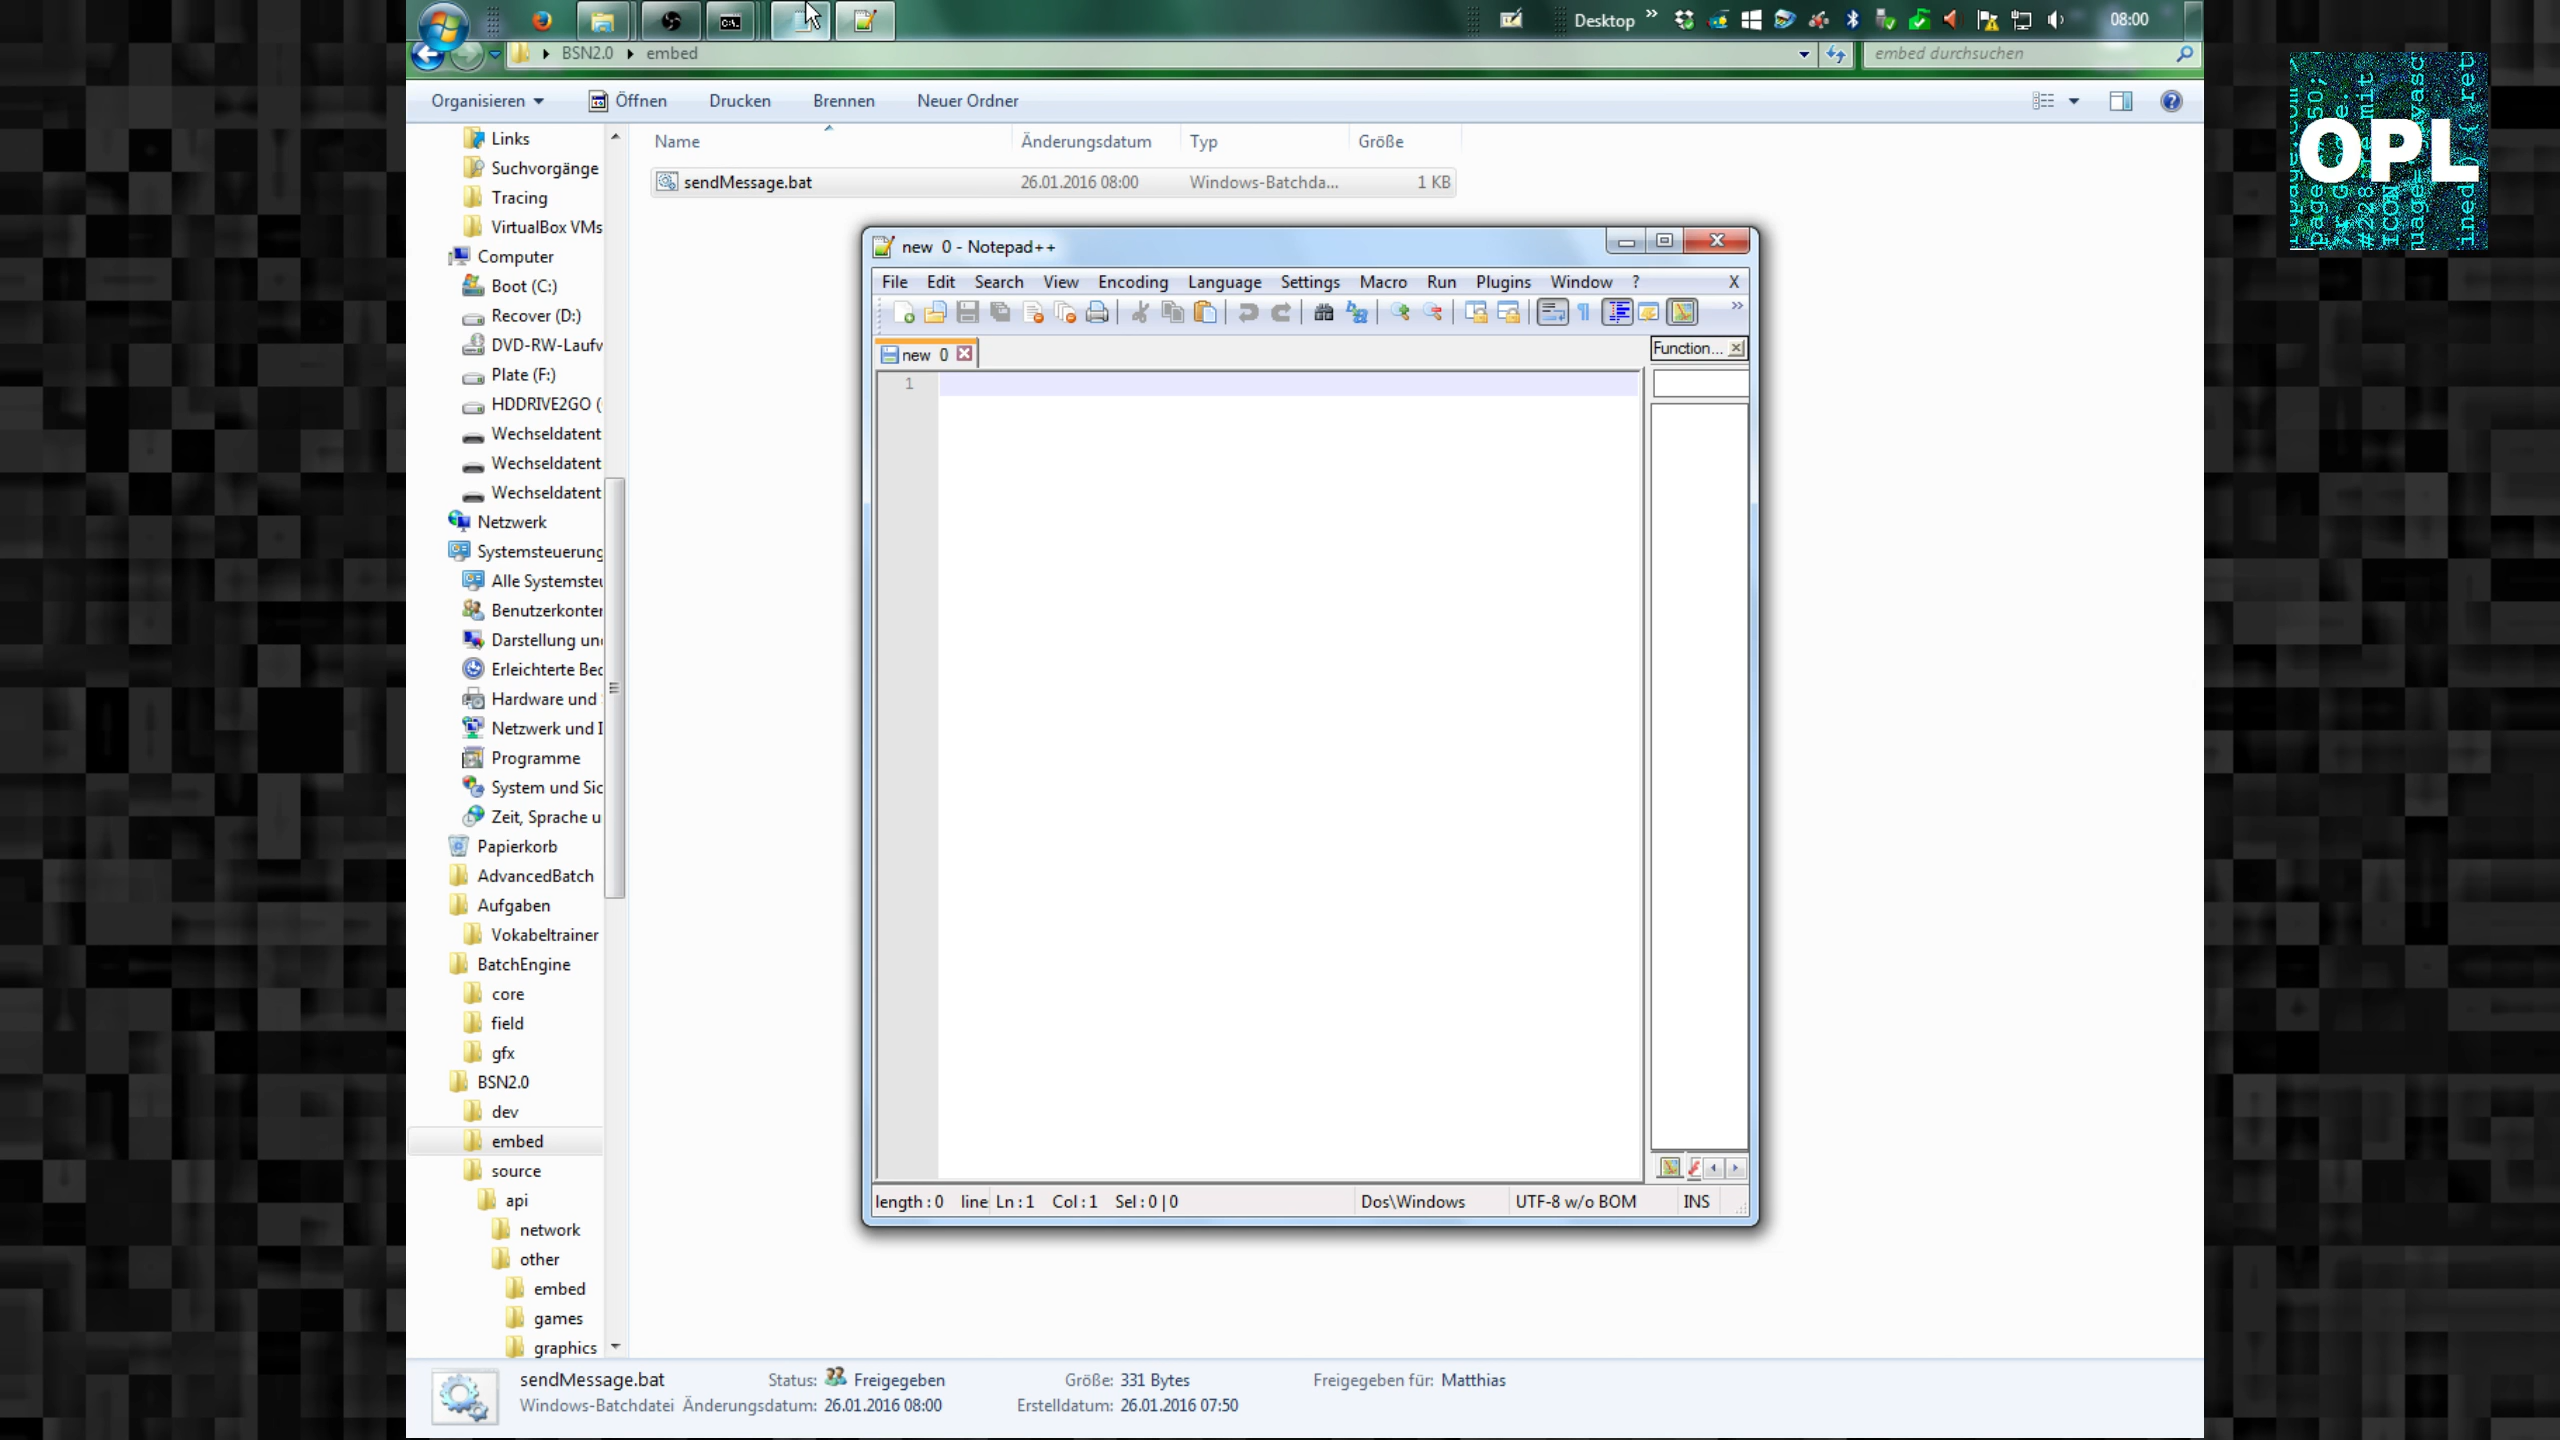 Desktop » 08:00
BSN2.0 embed
embed durchsuchen
Organisieren Öffnen Drucken Brennen Neuer Ordner
Name Änderungsdatum Typ Größe
sendMessage.bat 26.01.2016 08:00 Windows-Batchda... 1 KB
Links
Suchvorgänge
Tracing
VirtualBox VMs
Computer
Boot (C:)
Recover (D:)
DVD-RW-Laufw
Plate (F:)
HDDRIVE2GO (
Wechseldatent
Wechseldatent
Wechseldatent
Netzwerk
Systemsteuerung
Alle Systemsteu
Benutzerkonten
Darstellung und
Erleichterte Bed
Hardware und
Netzwerk und I
Programme
System und Sic
Zeit, Sprache u
Papierkorb
AdvancedBatch
Aufgaben
Vokabeltrainer
BatchEngine
core
field
gfx
BSN2.0
dev
embed
source
api
network
other
embed
games
graphics
new 0 - Notepad++
File Edit Search View Encoding Language Settings Macro Run Plugins Window ? X
new 0
Function...
1
length : 0 line Ln : 1 Col : 1 Sel : 0 | 0 Dos\Windows UTF-8 w/o BOM INS
sendMessage.bat Status: Freigegeben Größe: 331 Bytes Freigegeben für: Matthias
Windows-Batchdatei Änderungsdatum: 26.01.2016 08:00 Erstelldatum: 26.01.2016 07:50
OPL